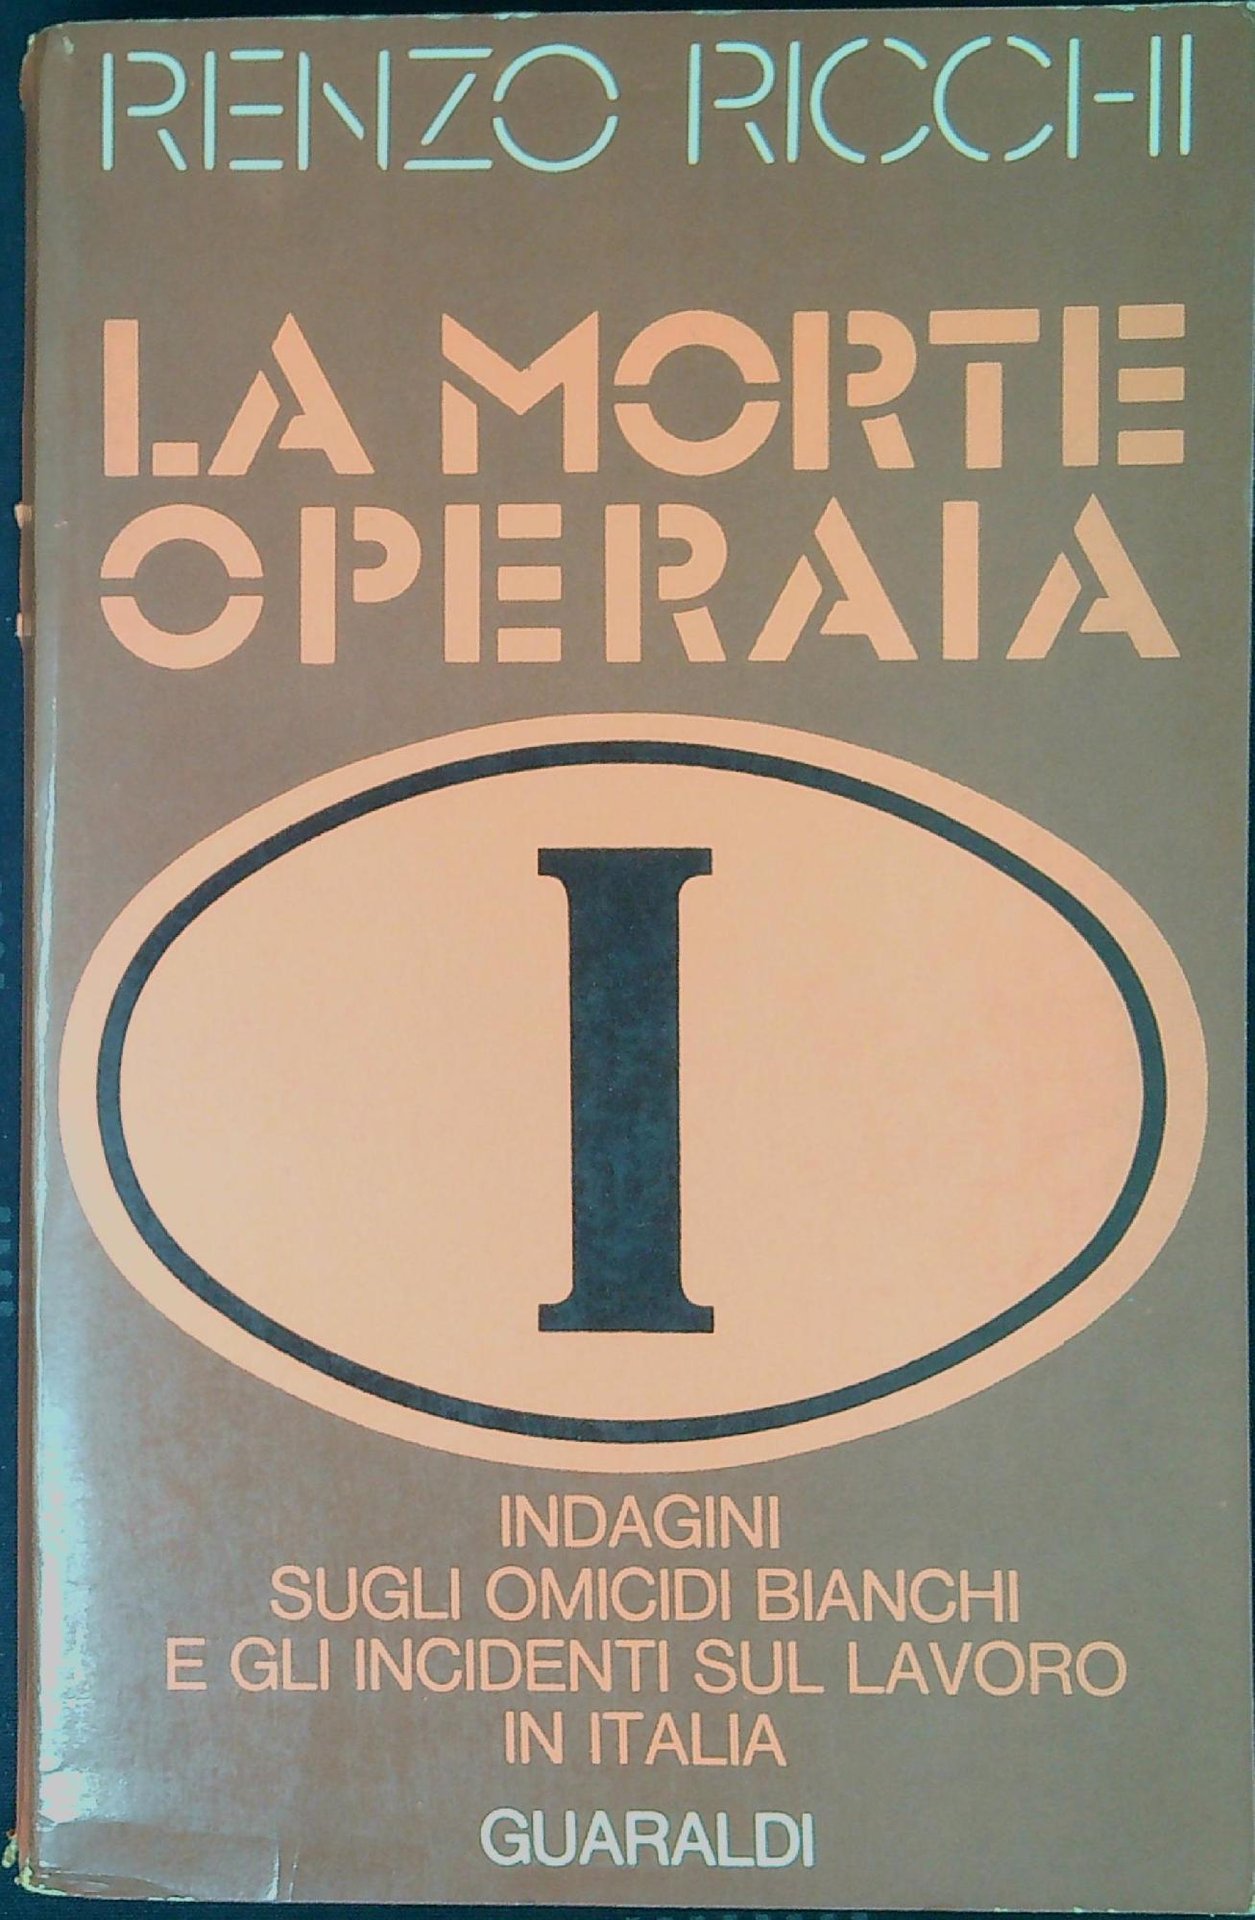 RENZO RICCHI
LA MORTE
OPERAIA
I
INDAGINI
SUGLI OMICIDI BIANCHI
E GLI INCIDENTI SUL LAVORO
IN ITALIA
GUARALDI